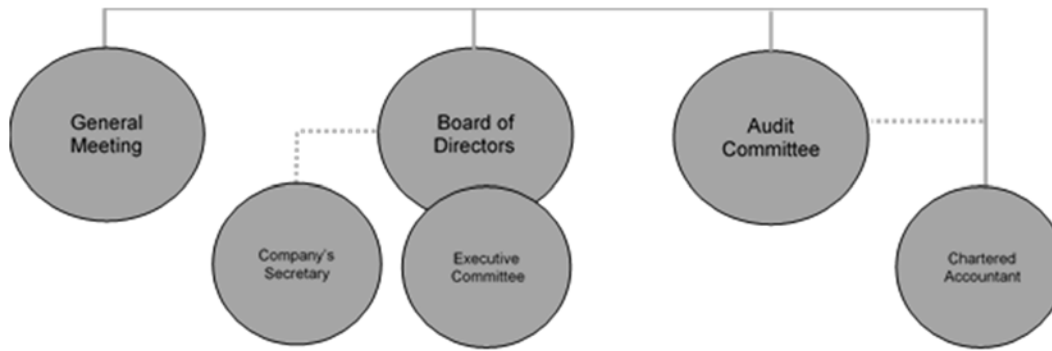 General
Meeting
Board of
Directors
Audit
Committee
Company's
Secretary
Executive
Committee
Chartered
Accountant